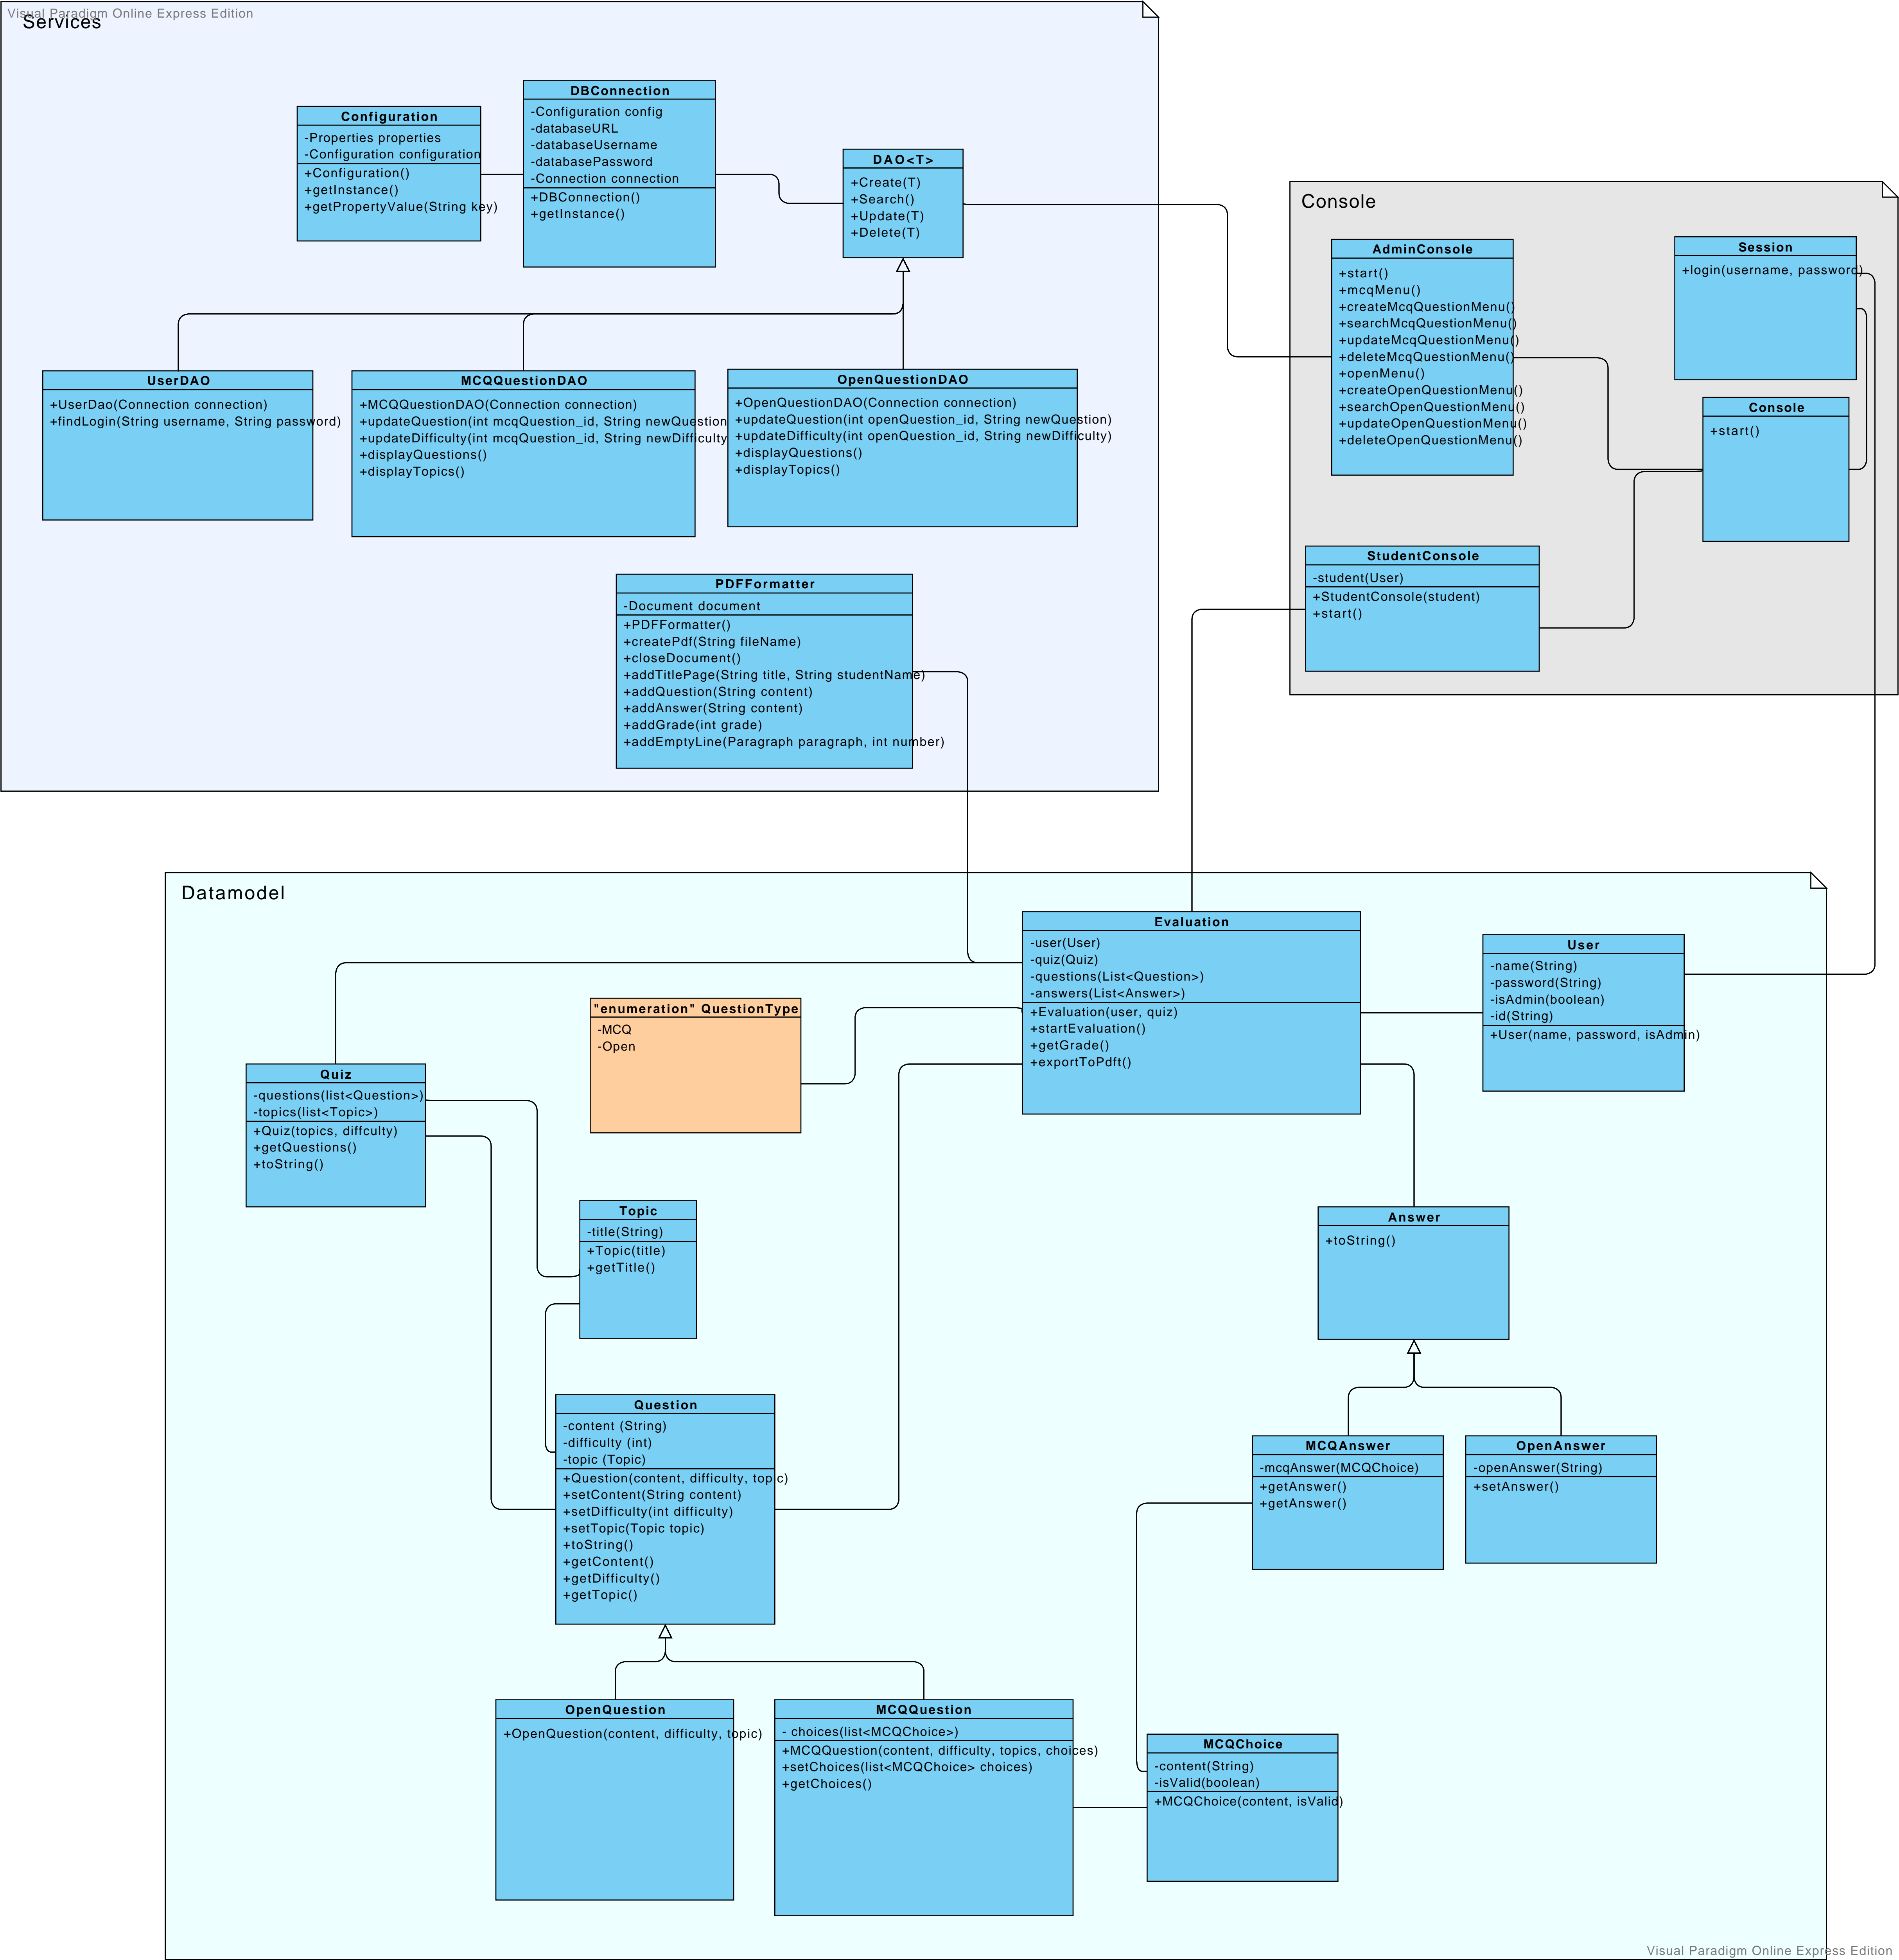 Visual Paradigm Online Express Edition
Services
Configuration
-Properties properties
-Configuration configuration
+Configuration()
+getInstance()
+getPropertyValue(String key)
DBConnection
-Configuration config
-databaseURL
-databaseUsername
-databasePassword
-Connection connection
+DBConnection()
+getInstance()
DAO<T>
+Create(T)
+Search()
+Update(T)
+Delete(T)
UserDAO
+UserDao(Connection connection)
+findLogin(String username, String password)
MCQQuestionDAO
+MCQQuestionDAO(Connection connection)
+updateQuestion(int mcqQuestion_id, String newQuestion
+updateDifficulty(int mcqQuestion_id, String newDifficulty
+displayQuestions()
+displayTopics()
OpenQuestionDAO
+OpenQuestionDAO(Connection connection)
+updateQuestion(int openQuestion_id, String newQuestion)
+updateDifficulty(int openQuestion_id, String newDifficulty)
+displayQuestions()
+displayTopics()
PDFFormatter
-Document document
+PDFFormatter()
+createPdf(String fileName)
+closeDocument()
+addTitlePage(String title, String studentName)
+addQuestion(String content)
+addAnswer(String content)
+addGrade(int grade)
+addEmptyLine(Paragraph paragraph, int number)
Console
AdminConsole
+start()
+mcqMenu()
+createMcqQuestionMenu()
+searchMcqQuestionMenu()
+updateMcqQuestionMenu()
+deleteMcqQuestionMenu()
+openMenu()
+createOpenQuestionMenu()
+searchOpenQuestionMenu()
+updateOpenQuestionMenu()
+deleteOpenQuestionMenu()
Session
+login(username, password)
Console
+start()
StudentConsole
-student(User)
+StudentConsole(student)
+start()
Datamodel
Evaluation
-user(User)
-quiz(Quiz)
-questions(List<Question>)
-answers(List<Answer>)
+Evaluation(user, quiz)
+startEvaluation()
+getGrade()
+exportToPdft()
User
-name(String)
-password(String)
-isAdmin(boolean)
-id(String)
+User(name, password, isAdmin)
"enumeration" QuestionType
-MCQ
-Open
Quiz
-questions(list<Question>)
-topics(list<Topic>)
+Quiz(topics, diffculty)
+getQuestions()
+toString()
Topic
-title(String)
+Topic(title)
+getTitle()
Answer
+toString()
Question
-content (String)
-difficulty (int)
-topic (Topic)
+Question(content, difficulty, topic)
+setContent(String content)
+setDifficulty(int difficulty)
+setTopic(Topic topic)
+toString()
+getContent()
+getDifficulty()
+getTopic()
MCQAnswer
-mcqAnswer(MCQChoice)
+getAnswer()
+getAnswer()
OpenAnswer
-openAnswer(String)
+setAnswer()
OpenQuestion
+OpenQuestion(content, difficulty, topic)
MCQQuestion
- choices(list<MCQChoice>)
+MCQQuestion(content, difficulty, topics, choices)
+setChoices(list<MCQChoice> choices)
+getChoices()
MCQChoice
-content(String)
-isValid(boolean)
+MCQChoice(content, isValid)
Visual Paradigm Online Express Edition